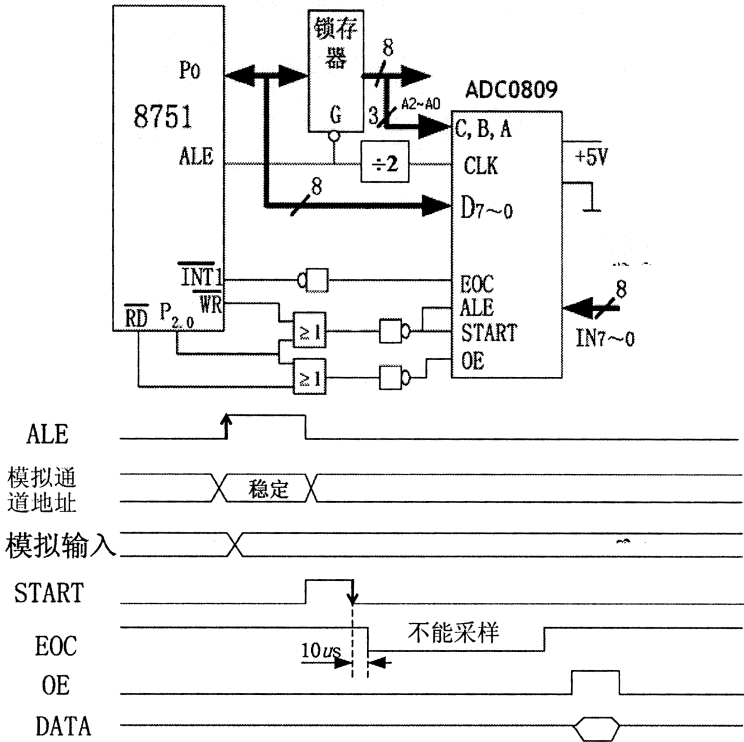 锁存
器
8
P0
ADC0809
8751
3
A2~A0
G
C, B, A
ALE
÷2
CLK
+5V
8
D7~0
INT1
EOC
WR
ALE
8
RD
P2.0
≥1
START
IN7~0
≥1
OE
ALE
模拟通
道地址
稳定
模拟输入
START
EOC
不能采样
10us
OE
DATA